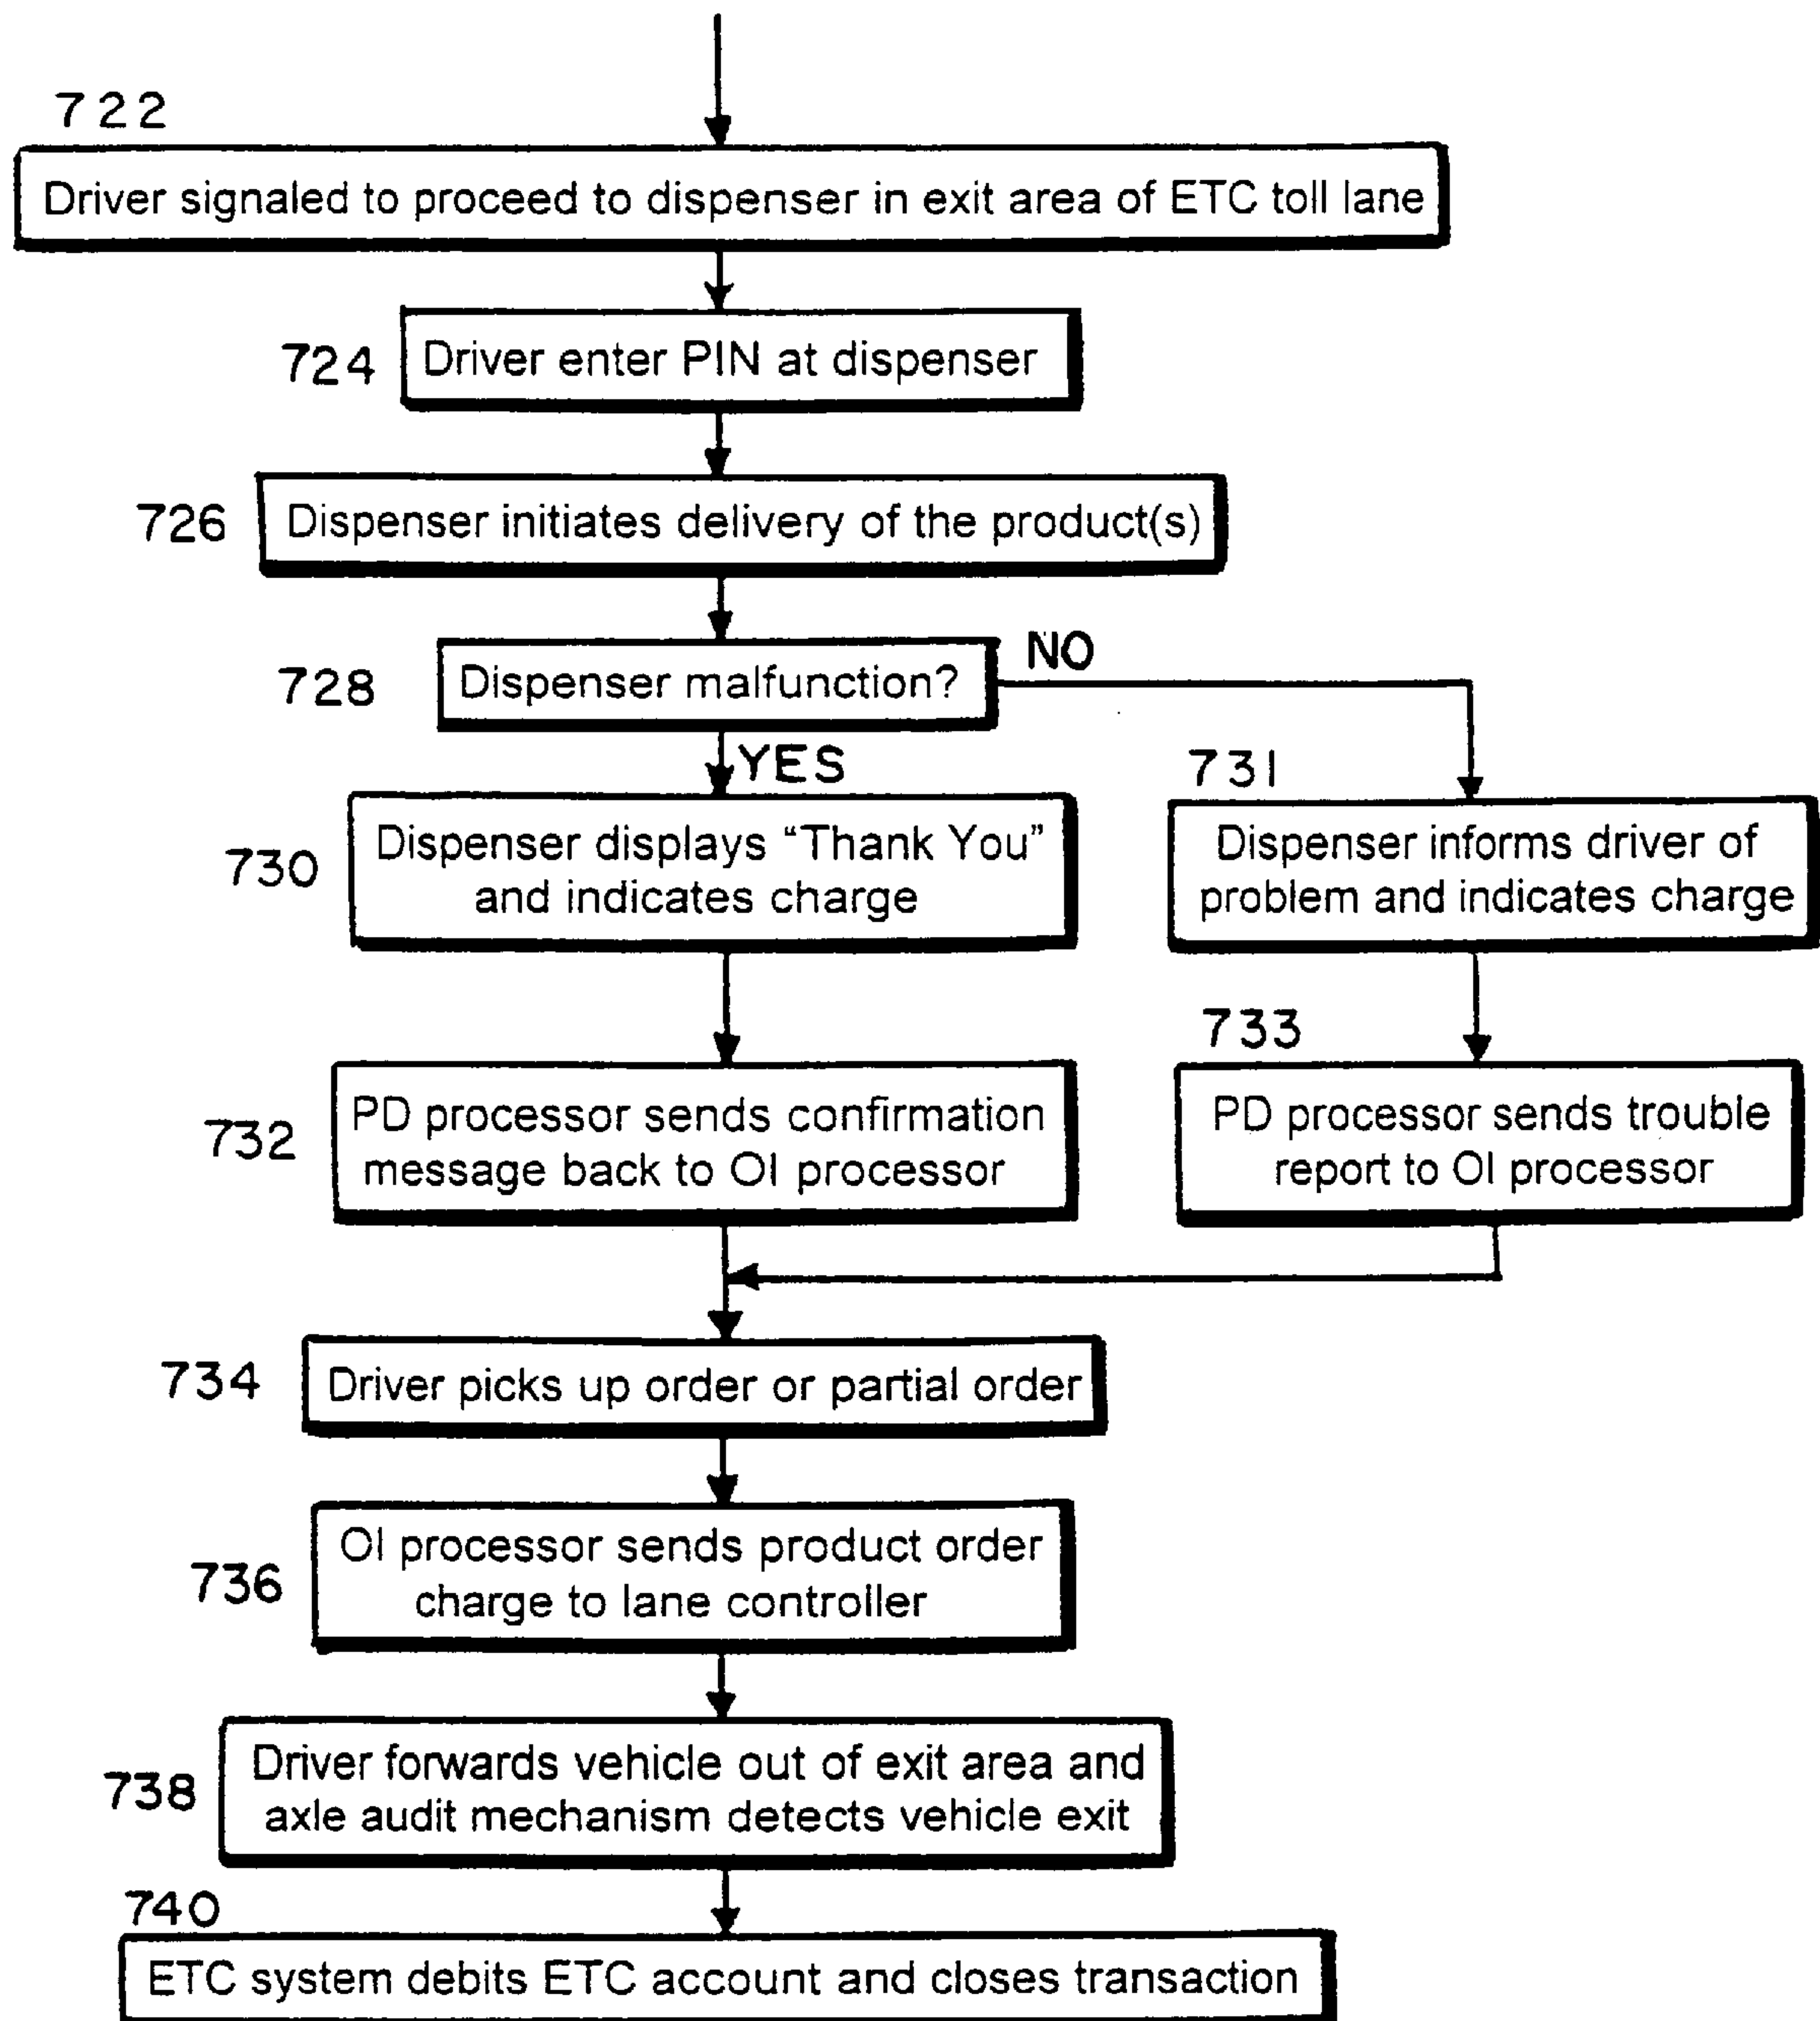 722
Driver signaled to proceed to dispenser in exit area of ETC toll lane
724
Driver enter PIN at dispenser
726
Dispenser initiates delivery of the product(s)
728
Dispenser malfunction?
NO
YES
730
Dispenser displays “Thank You”
and indicates charge
731
Dispenser informs driver of
problem and indicates charge
732
PD processor sends confirmation
message back to OI processor
733
PD processor sends trouble
report to OI processor
734
Driver picks up order or partial order
736
OI processor sends product order
charge to lane controller
738
Driver forwards vehicle out of exit area and
axle audit mechanism detects vehicle exit
740
ETC system debits ETC account and closes transaction